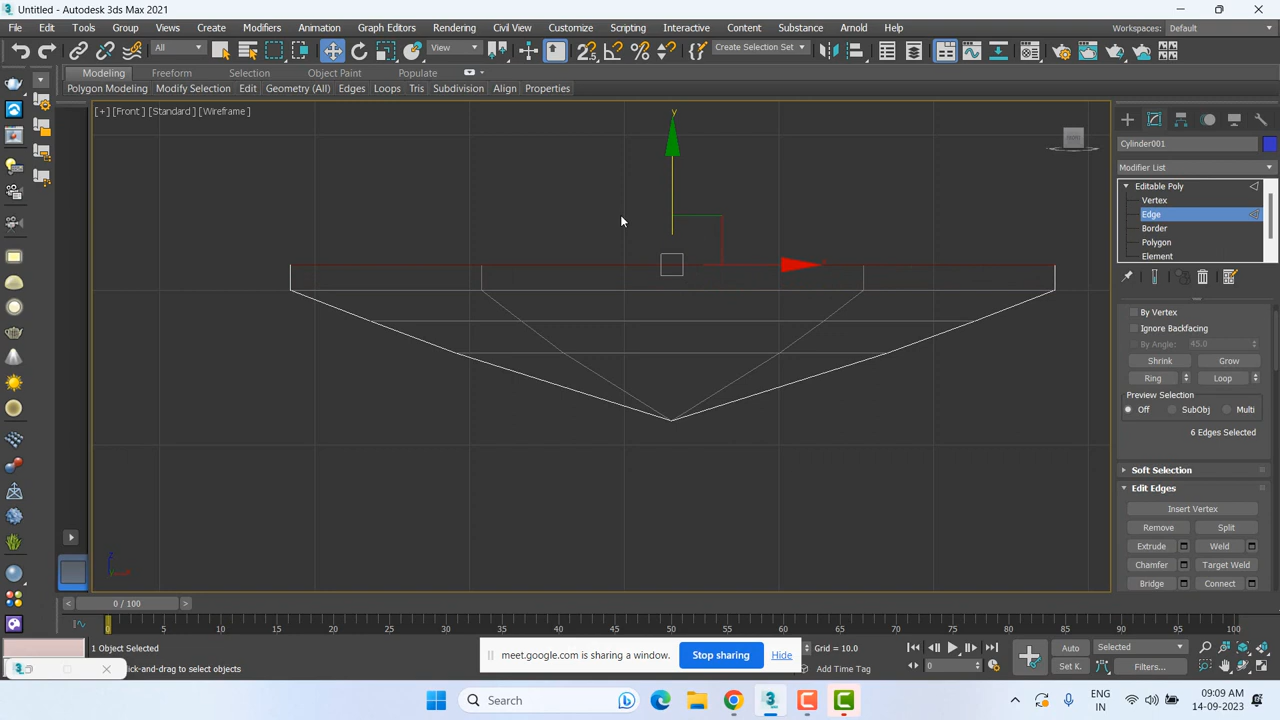 Untitled - Autodesk 3ds Max 2021
File Edit Tools Group Views Create Modifiers Animation Graph Editors Rendering Civil View Customize Scripting Interactive Content Substance Arnold Help Workspaces: Default
All View Create Selection Set
Modeling Freeform Selection Object Paint Populate
Polygon Modeling Modify Selection Edit Geometry (All) Edges Loops Tris Subdivision Align Properties
[+] [Front ] [Standard ] [Wireframe ]
y
Cylinder001
Modifier List
Editable Poly
Vertex
Edge
Border
Polygon
Element
By Vertex
Ignore Backfacing
By Angle: 45.0
Shrink Grow
Ring Loop
Preview Selection
Off SubObj Multi
6 Edges Selected
Soft Selection
Edit Edges
Insert Vertex
Remove Split
Extrude Weld
Chamfer Target Weld
Bridge Connect
< 0 / 100 >
0 5 10 15 20 25 30 35 40 45 50 55 60 65 70 75 80 85 90 95 100
1 Object Selected
click-and-drag to select objects
meet.google.com is sharing a window. Stop sharing Hide
Grid = 10.0
Add Time Tag
0
Auto Selected
Set K. Filters...
Search
ENG
IN
09:09 AM
14-09-2023